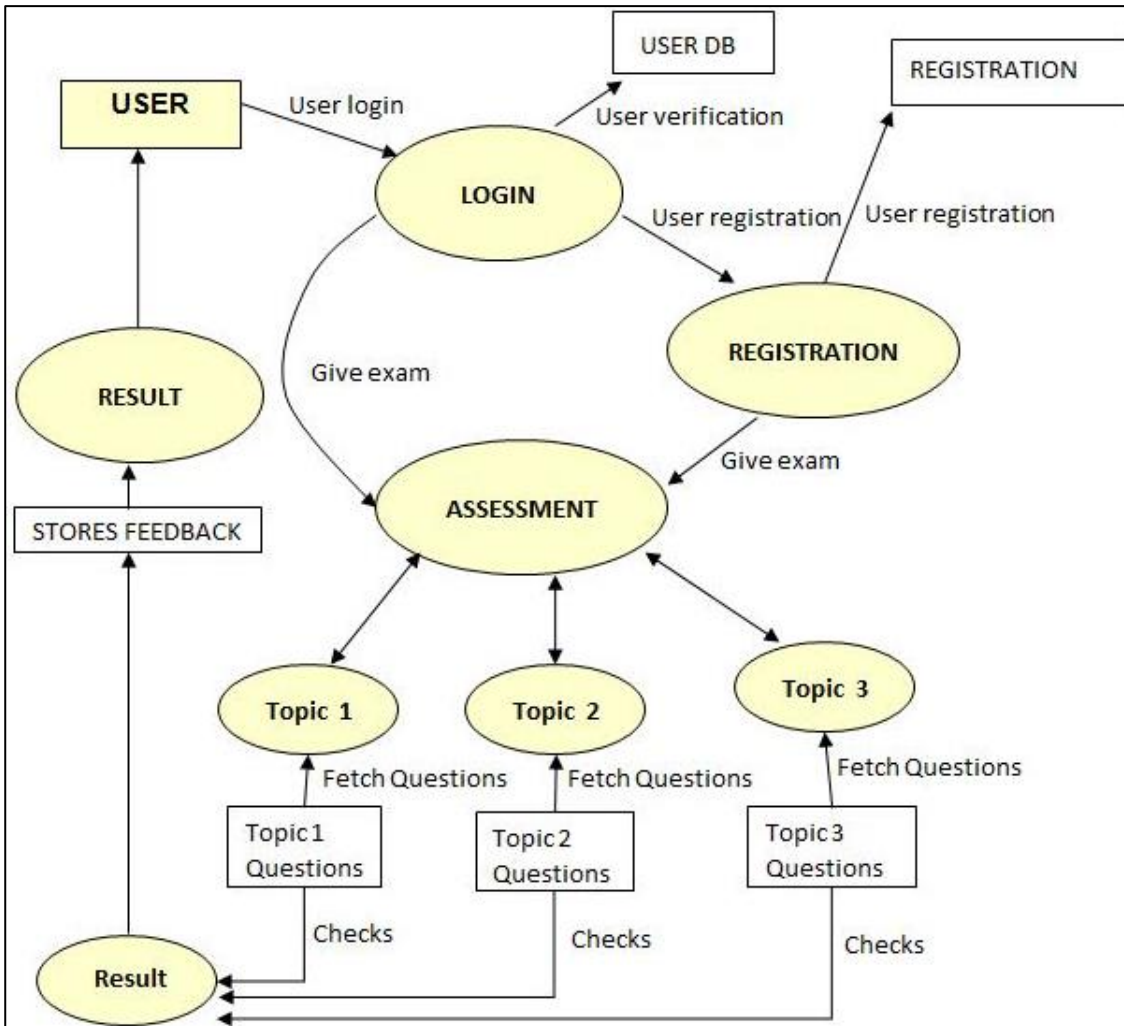 USER DB
REGISTRATION
USER
User login
User verification
LOGIN
User registration
User registration
REGISTRATION
RESULT
Give exam
Give exam
ASSESSMENT
STORES FEEDBACK
Topic 1
Topic 2
Topic 3
Fetch Questions
Fetch Questions
Fetch Questions
Topic 1
Questions
Topic 2
Questions
Topic 3
Questions
Checks
Checks
Checks
Result